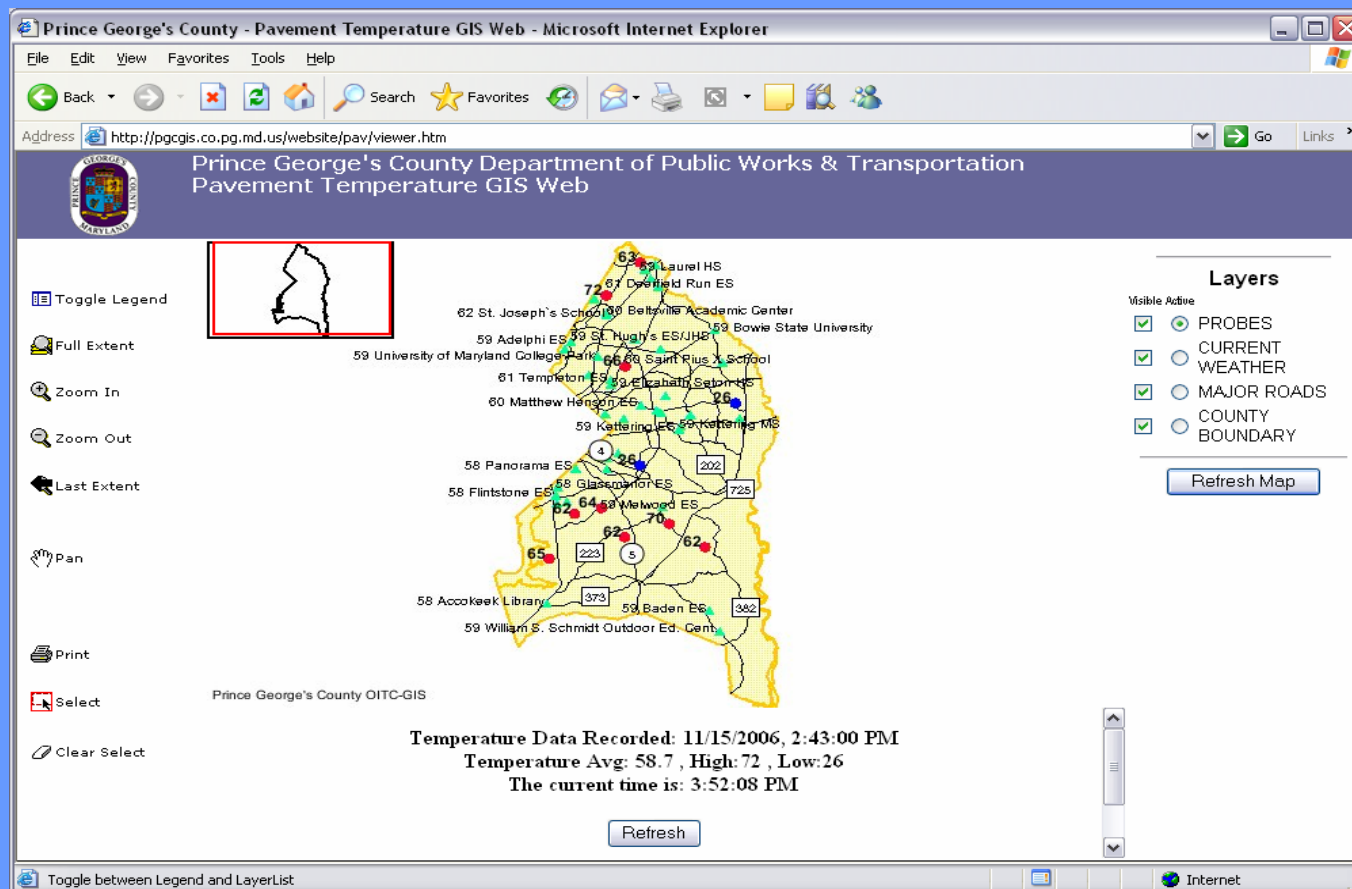 Prince George's County - Pavement Temperature GIS Web - Microsoft Internet Explorer
File Edit View Favorites Tools Help
Back Search Favorites
Address http://pgcgis.co.pg.md.us/website/pav/viewer.htm Go Links
GEORGE'S
PRINCE COUNTY
MARYLAND
Prince George's County Department of Public Works & Transportation
Pavement Temperature GIS Web
Toggle Legend
Full Extent
Zoom In
Zoom Out
Last Extent
Pan
Print
Select
Clear Select
63
59 Laurel HS
72
61 Deerfield Run ES
62 St. Joseph's School
60 Beltsville Academic Center
59 Bowie State University
59 Adelphi ES
59 St. Hugh's ES/JHS
59 University of Maryland College Park
66
60 Saint Pius X School
61 Templeton ES
59 Elizabeth Seton HS
60 Matthew Henson ES
26
59 Kettering ES
59 Kettering MS
4
26
202
58 Panorama ES
58 Glassmanor ES
725
58 Flintstone ES
62
64
59 Melwood ES
70
62
62
65
223
5
58 Accokeek Library
373
59 Baden ES
382
59 William S. Schmidt Outdoor Ed. Cent
Prince George's County OITC-GIS
Layers
Visible Active
PROBES
CURRENT
WEATHER
MAJOR ROADS
COUNTY
BOUNDARY
Refresh Map
Temperature Data Recorded: 11/15/2006, 2:43:00 PM
Temperature Avg: 58.7 , High: 72 , Low:26
The current time is: 3:52:08 PM
Refresh
Toggle between Legend and LayerList Internet